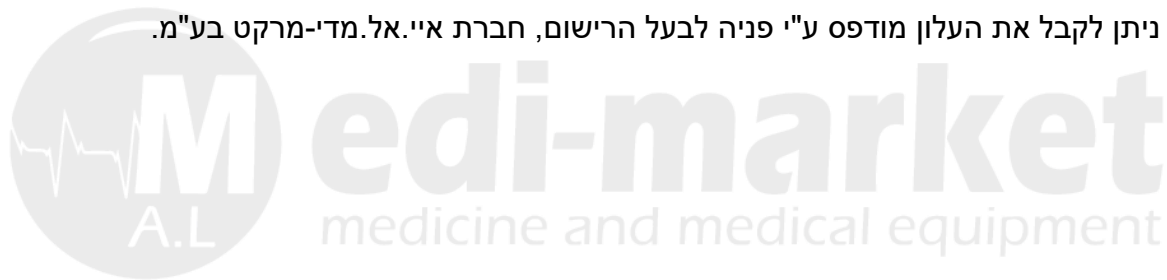 ניתן לקבל את העלון מודפס ע"י פניה לבעל הרישום, חברת איי.אל.מדי-מרקט בע"מ.
Medi-market
A.L medicine and medical equipment